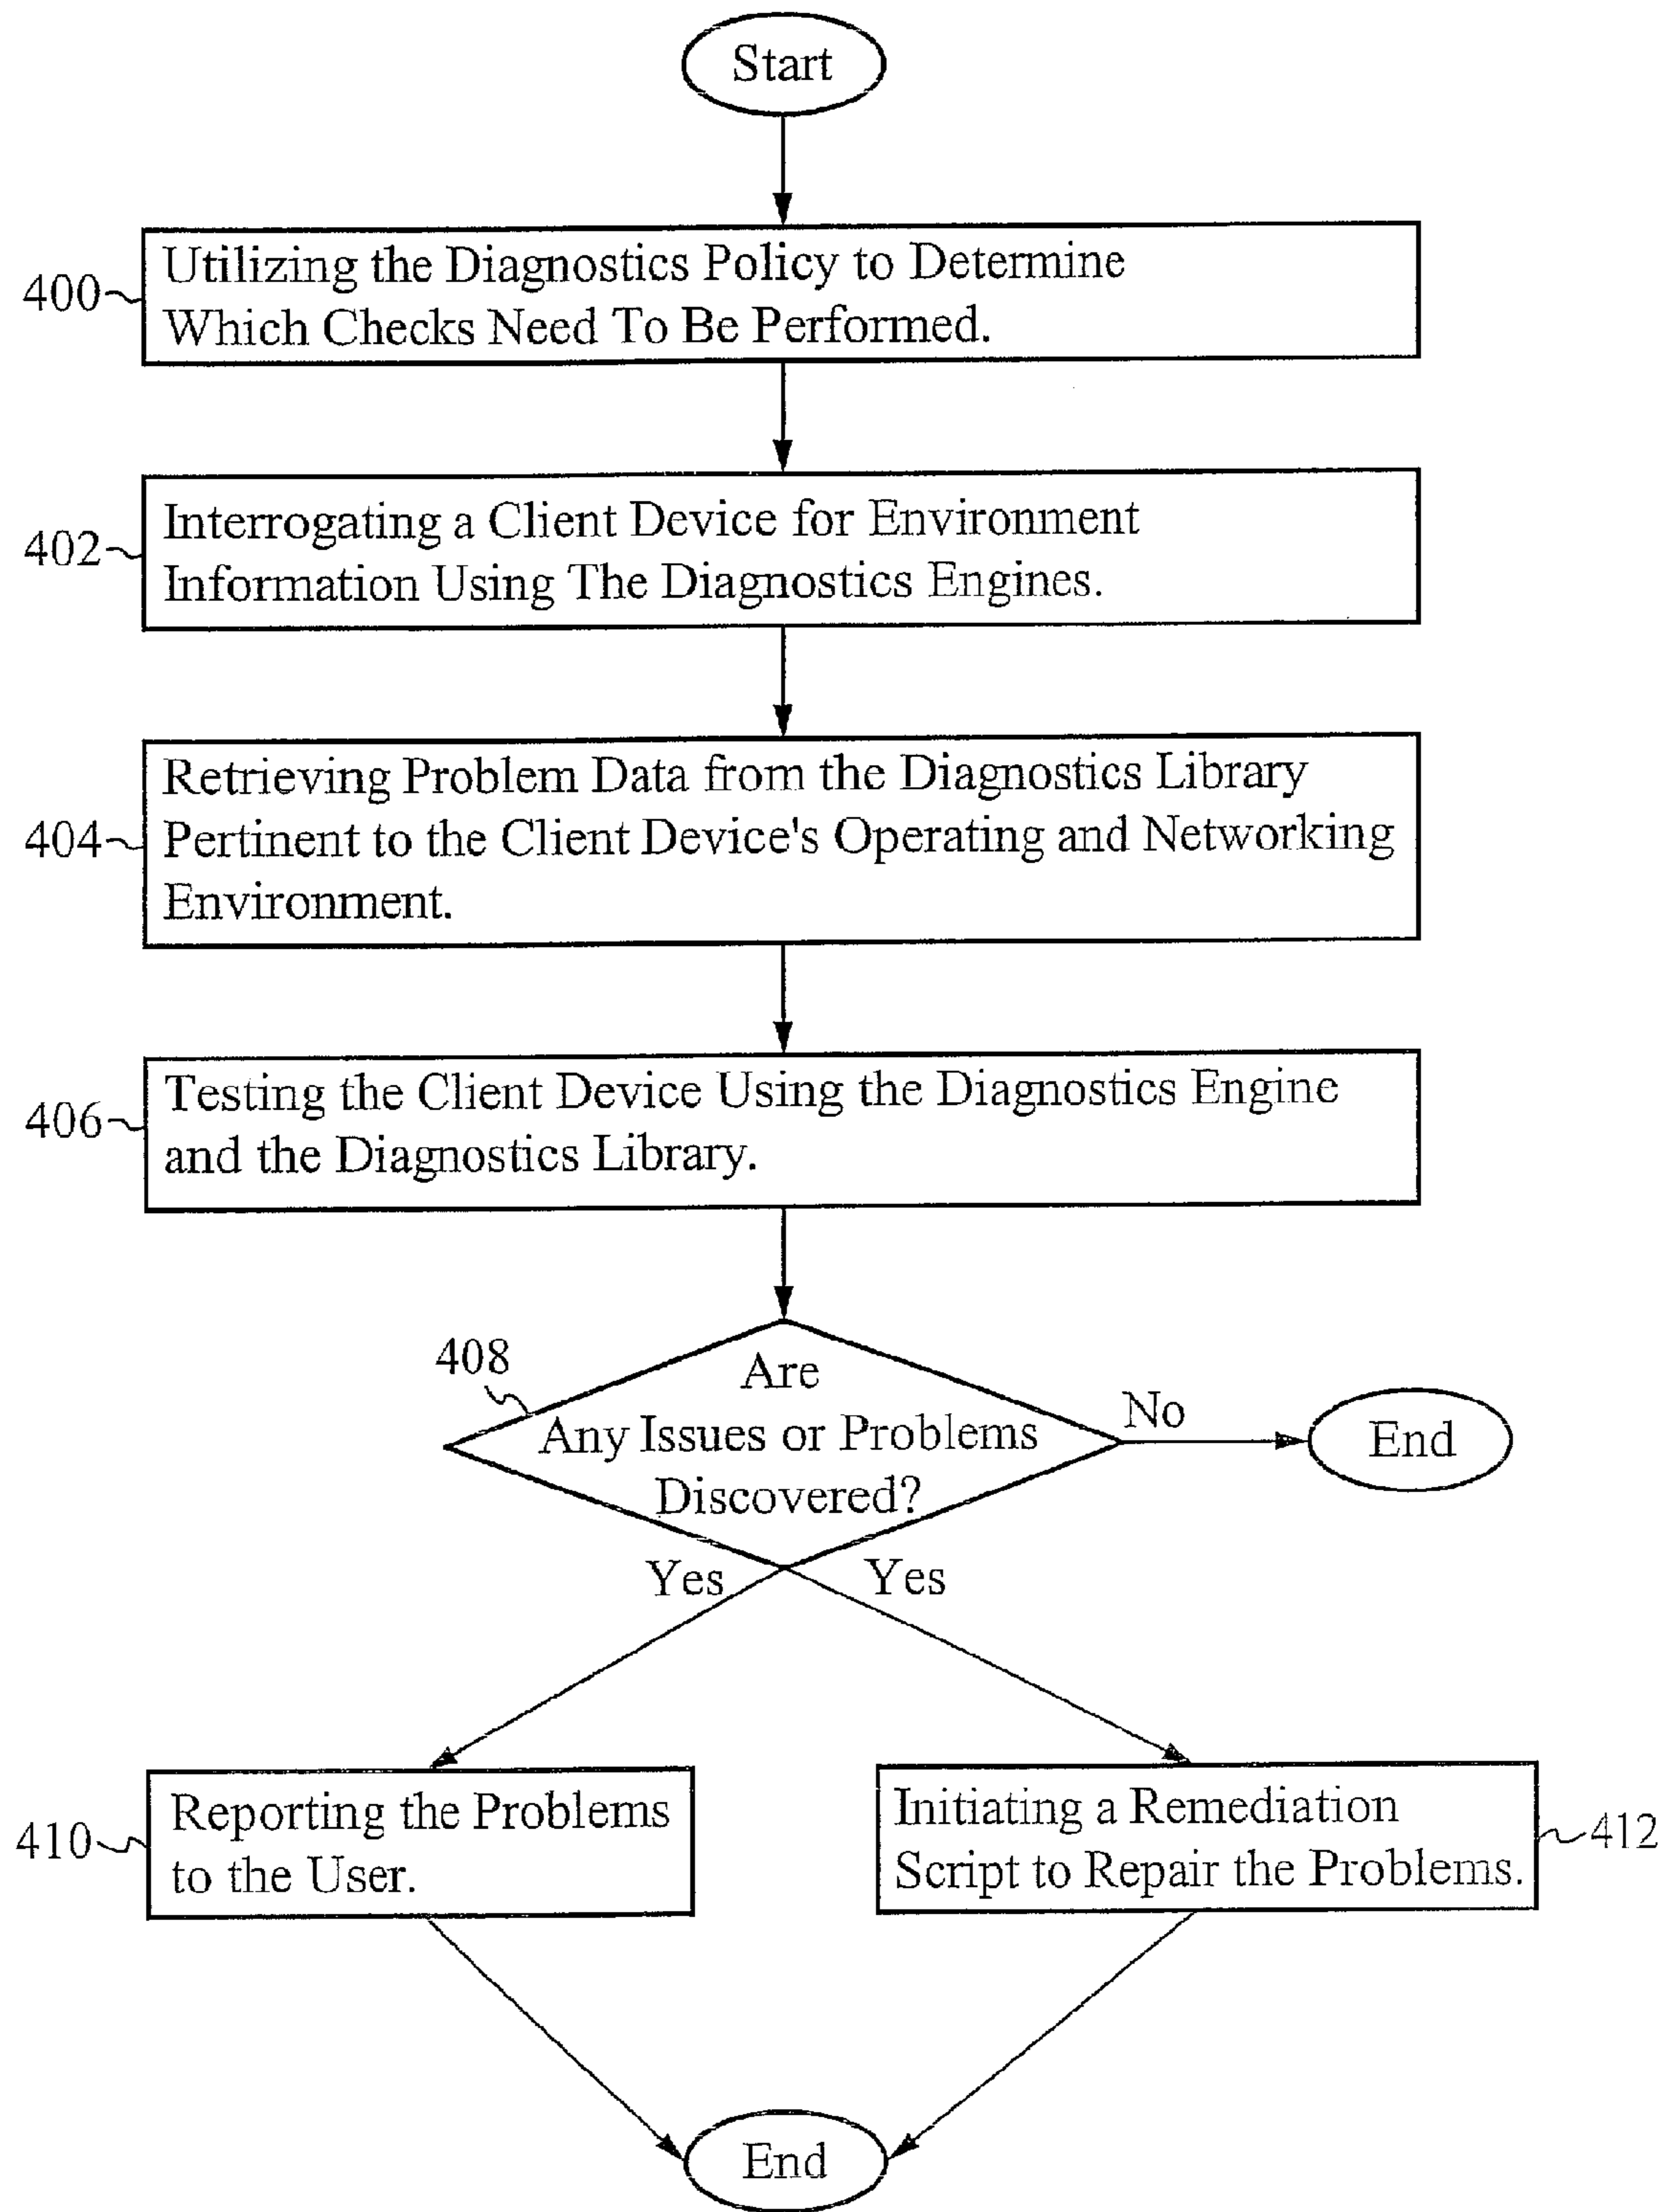 Start
400
Utilizing the Diagnostics Policy to Determine
Which Checks Need To Be Performed.
402
Interrogating a Client Device for Environment
Information Using The Diagnostics Engines.
404
Retrieving Problem Data from the Diagnostics Library
Pertinent to the Client Device's Operating and Networking
Environment.
406
Testing the Client Device Using the Diagnostics Engine
and the Diagnostics Library.
408
Are
Any Issues or Problems
Discovered?
No
End
Yes
Yes
410
Reporting the Problems
to the User.
Initiating a Remediation
Script to Repair the Problems.
412
End